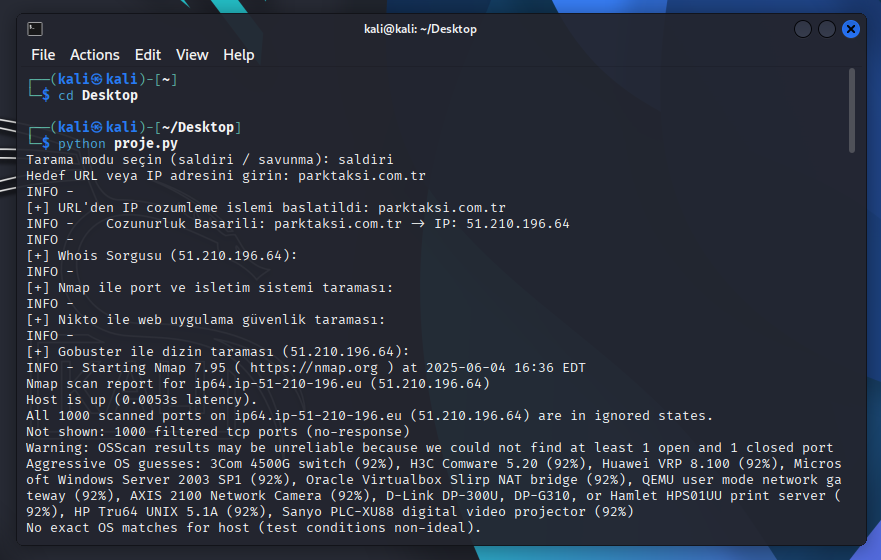 kali@kali: ~/Desktop
File Actions Edit View Help
┌──(kali㉿kali)-[~]
└─$ cd Desktop
┌──(kali㉿kali)-[~/Desktop]
└─$ python proje.py
Tarama modu seçin (saldiri / savunma): saldiri
Hedef URL veya IP adresini girin: parktaksi.com.tr
INFO -
[+] URL'den IP cozumleme islemi baslatildi: parktaksi.com.tr
INFO -    Cozunurluk Basarili: parktaksi.com.tr → IP: 51.210.196.64
INFO -
[+] Whois Sorgusu (51.210.196.64):
INFO -
[+] Nmap ile port ve isletim sistemi taraması:
INFO -
[+] Nikto ile web uygulama güvenlik taraması:
INFO -
[+] Gobuster ile dizin taraması (51.210.196.64):
INFO - Starting Nmap 7.95 ( https://nmap.org ) at 2025-06-04 16:36 EDT
Nmap scan report for ip64.ip-51-210-196.eu (51.210.196.64)
Host is up (0.0053s latency).
All 1000 scanned ports on ip64.ip-51-210-196.eu (51.210.196.64) are in ignored states.
Not shown: 1000 filtered tcp ports (no-response)
Warning: OSScan results may be unreliable because we could not find at least 1 open and 1 closed port
Aggressive OS guesses: 3Com 4500G switch (92%), H3C Comware 5.20 (92%), Huawei VRP 8.100 (92%), Micros
oft Windows Server 2003 SP1 (92%), Oracle Virtualbox Slirp NAT bridge (92%), QEMU user mode network ga
teway (92%), AXIS 2100 Network Camera (92%), D-Link DP-300U, DP-G310, or Hamlet HPS01UU print server (
92%), HP Tru64 UNIX 5.1A (92%), Sanyo PLC-XU88 digital video projector (92%)
No exact OS matches for host (test conditions non-ideal).